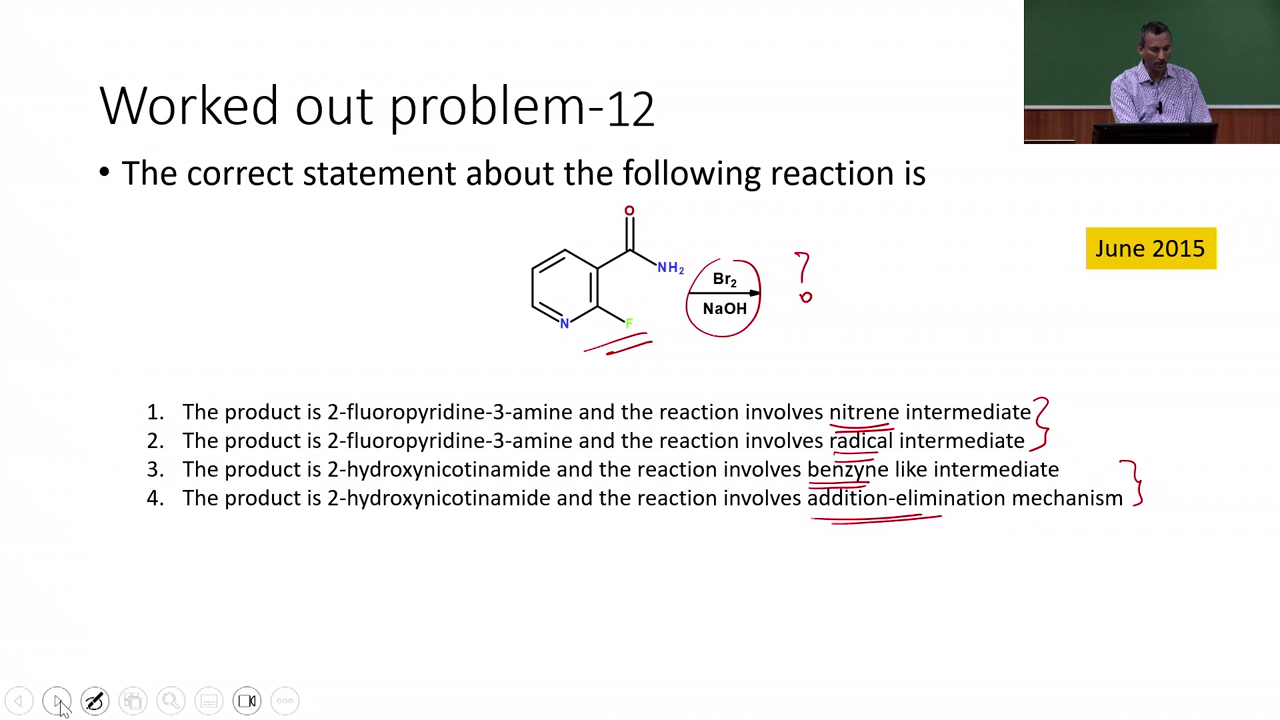 Worked out problem-12
• The correct statement about the following reaction is
O
NH2
Br2
NaOH
?
N
F
June 2015
1. The product is 2-fluoropyridine-3-amine and the reaction involves nitrene intermediate
2. The product is 2-fluoropyridine-3-amine and the reaction involves radical intermediate
3. The product is 2-hydroxynicotinamide and the reaction involves benzyne like intermediate
4. The product is 2-hydroxynicotinamide and the reaction involves addition-elimination mechanism